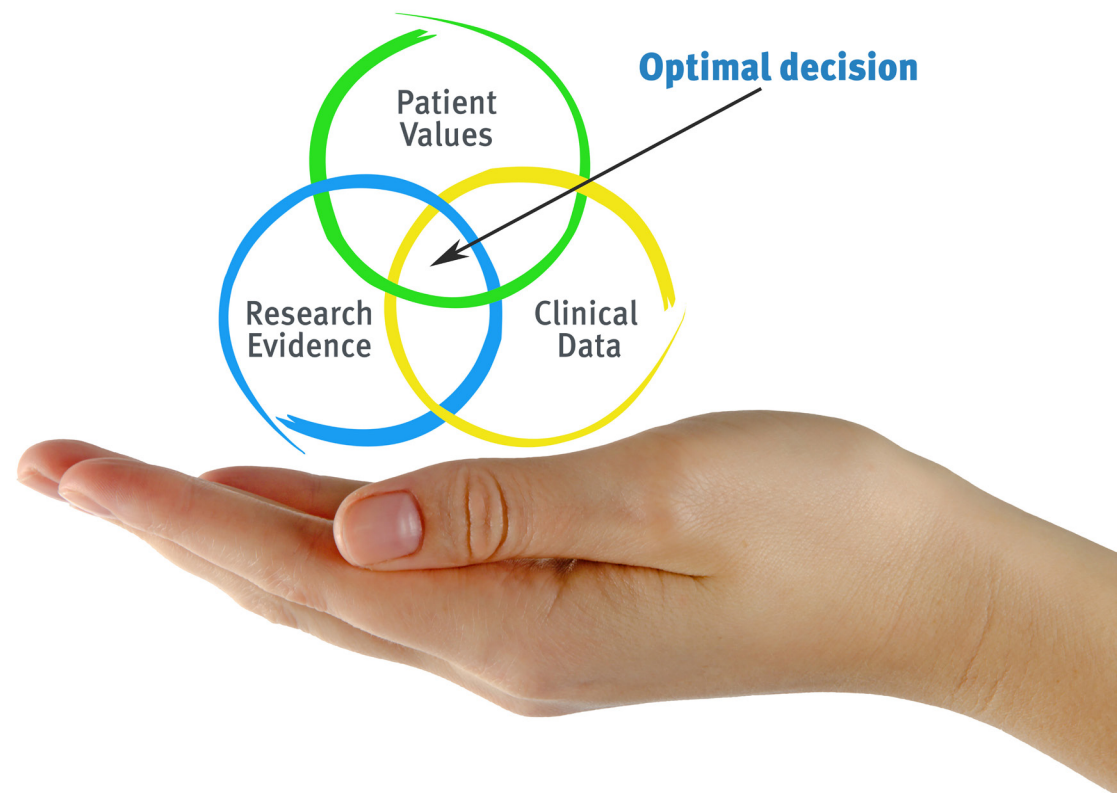 Optimal decision
Patient
Values
Research
Evidence
Clinical
Data